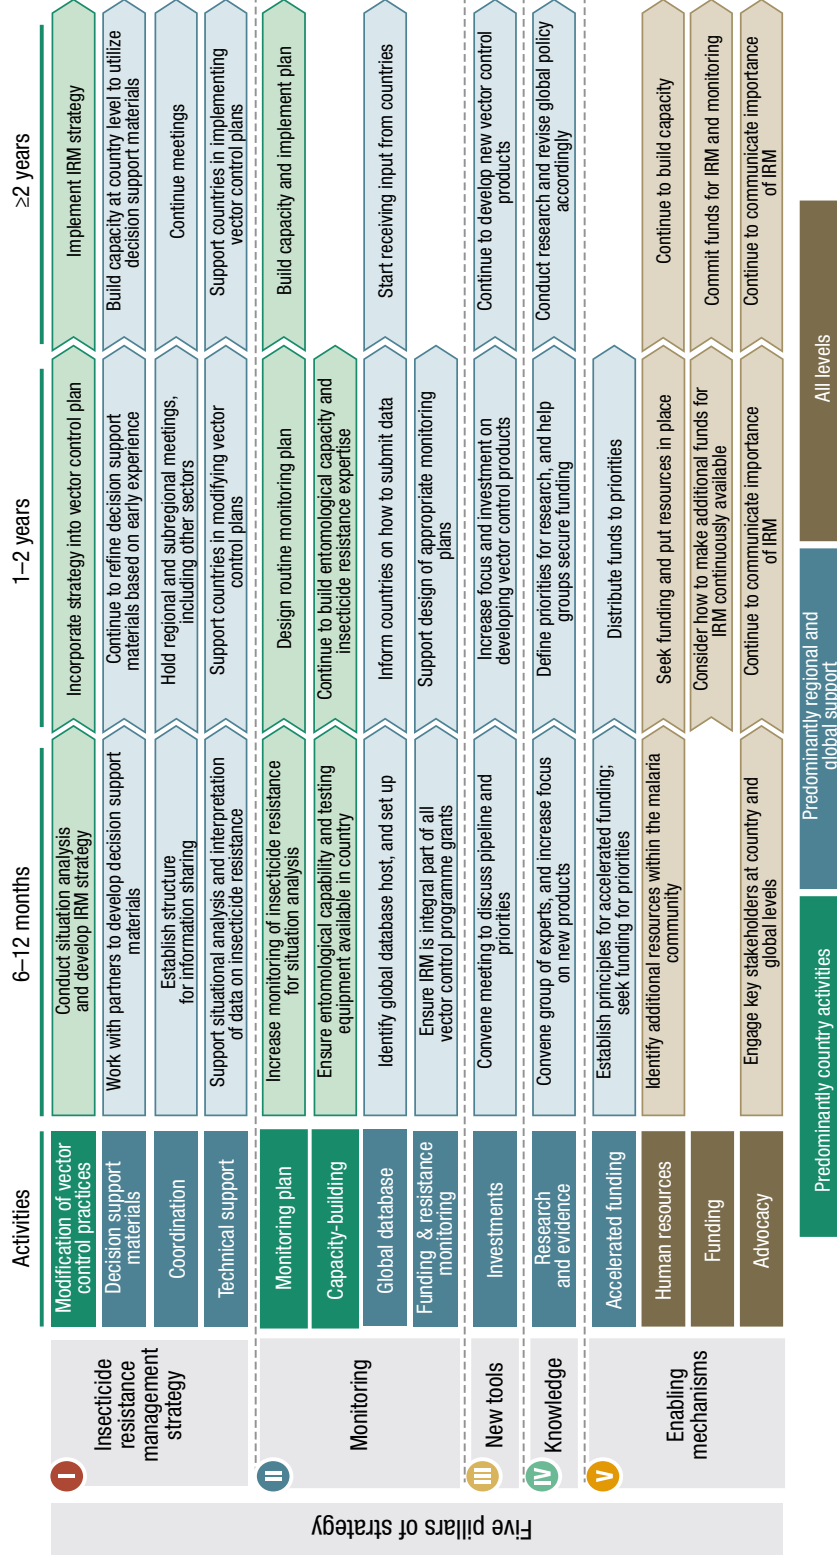 Activities
6–12 months
1–2 years
≥2 years
Five pillars of strategy
I
Insecticide
resistance
management
strategy
Modification of vector
control practices
Conduct situation analysis
and develop IRM strategy
Incorporate strategy into vector control plan
Implement IRM strategy
Decision support
materials
Work with partners to develop decision support
materials
Continue to refine decision support
materials based on early experience
Build capacity at country level to utilize
decision support materials
Coordination
Establish structure
for information sharing
Hold regional and subregional meetings,
including other sectors
Continue meetings
Technical support
Support situational analysis and interpretation
of data on insecticide resistance
Support countries in modifying vector
control plans
Support countries in implementing
vector control plans
II
Monitoring
Monitoring plan
Increase monitoring of insecticide resistance
for situation analysis
Design routine monitoring plan
Build capacity and implement plan
Capacity-building
Ensure entomological capability and testing
equipment available in country
Continue to build entomological capacity and
insecticide resistance expertise
Global database
Identify global database host, and set up
Inform countries on how to submit data
Start receiving input from countries
Funding & resistance
monitoring
Ensure IRM is integral part of all
vector control programme grants
Support design of appropriate monitoring
plans
III
New tools
Investments
Convene meeting to discuss pipeline and
priorities
Increase focus and investment on
developing vector control products
Continue to develop new vector control
products
IV
Knowledge
Research
and evidence
Convene group of experts, and increase focus
on new products
Define priorities for research, and help
groups secure funding
Conduct research and revise global policy
accordingly
V
Enabling
mechanisms
Accelerated funding
Establish principles for accelerated funding;
seek funding for priorities
Distribute funds to priorities
Human resources
Identify additional resources within the malaria
community
Seek funding and put resources in place
Continue to build capacity
Funding
Consider how to make additional funds for
IRM continuously available
Commit funds for IRM and monitoring
Advocacy
Engage key stakeholders at country and
global levels
Continue to communicate importance
of IRM
Continue to communicate importance
of IRM
Predominantly country activities
Predominantly regional and
global support
All levels